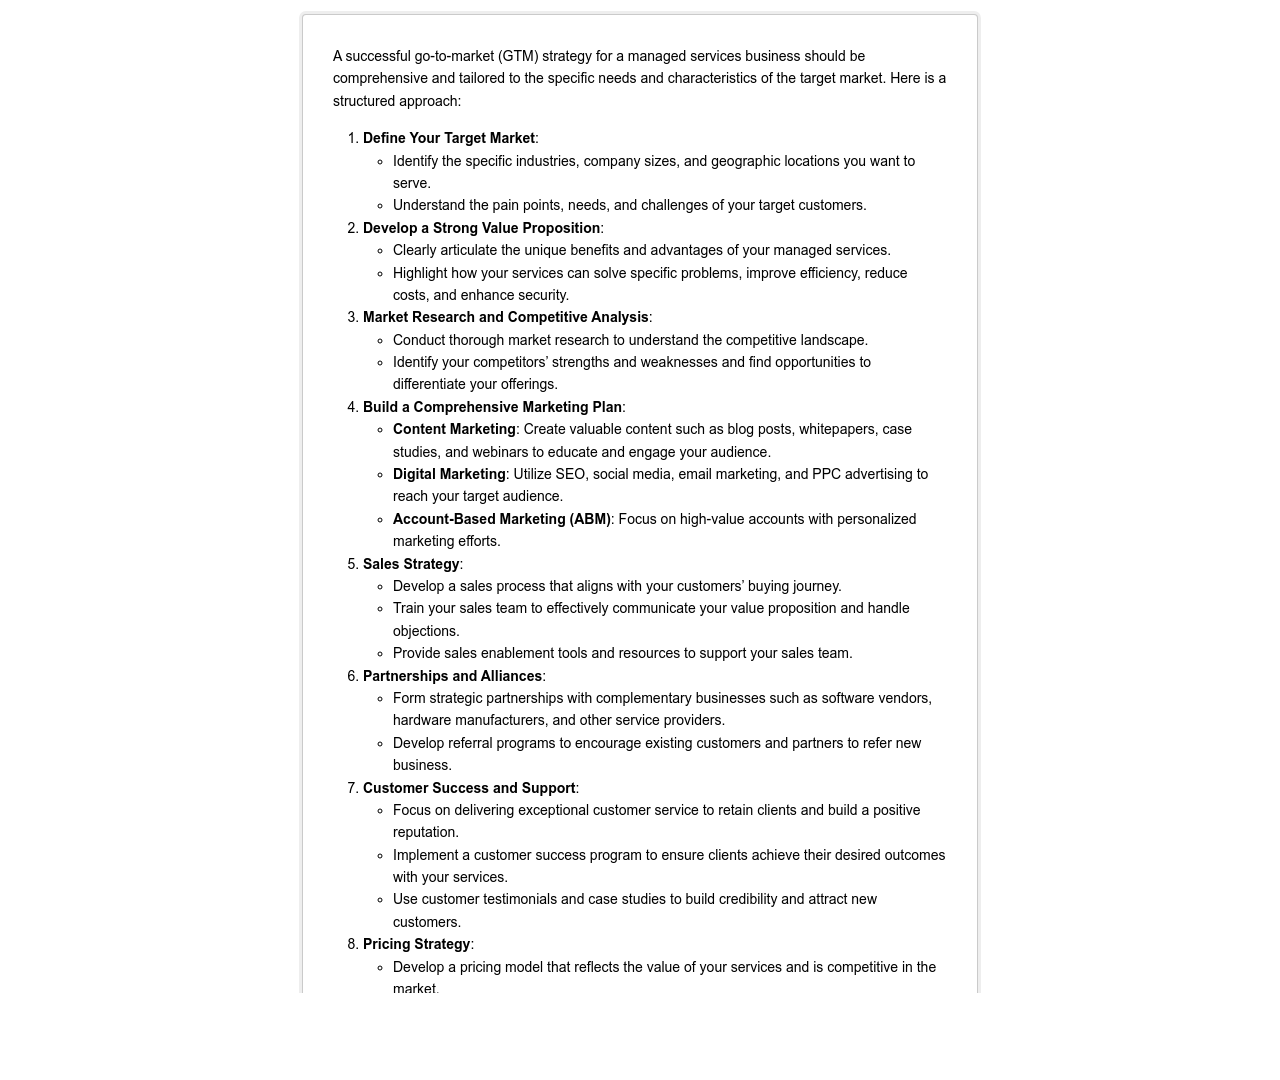 A successful go-to-market (GTM) strategy for a managed services business should be
comprehensive and tailored to the specific needs and characteristics of the target market. Here is a
structured approach:
1. Define Your Target Market:
◦ Identify the specific industries, company sizes, and geographic locations you want to
serve.
◦ Understand the pain points, needs, and challenges of your target customers.
2. Develop a Strong Value Proposition:
◦ Clearly articulate the unique benefits and advantages of your managed services.
◦ Highlight how your services can solve specific problems, improve efficiency, reduce
costs, and enhance security.
3. Market Research and Competitive Analysis:
◦ Conduct thorough market research to understand the competitive landscape.
◦ Identify your competitors’ strengths and weaknesses and find opportunities to
differentiate your offerings.
4. Build a Comprehensive Marketing Plan:
◦ Content Marketing: Create valuable content such as blog posts, whitepapers, case
studies, and webinars to educate and engage your audience.
◦ Digital Marketing: Utilize SEO, social media, email marketing, and PPC advertising to
reach your target audience.
◦ Account-Based Marketing (ABM): Focus on high-value accounts with personalized
marketing efforts.
5. Sales Strategy:
◦ Develop a sales process that aligns with your customers’ buying journey.
◦ Train your sales team to effectively communicate your value proposition and handle
objections.
◦ Provide sales enablement tools and resources to support your sales team.
6. Partnerships and Alliances:
◦ Form strategic partnerships with complementary businesses such as software vendors,
hardware manufacturers, and other service providers.
◦ Develop referral programs to encourage existing customers and partners to refer new
business.
7. Customer Success and Support:
◦ Focus on delivering exceptional customer service to retain clients and build a positive
reputation.
◦ Implement a customer success program to ensure clients achieve their desired outcomes
with your services.
◦ Use customer testimonials and case studies to build credibility and attract new
customers.
8. Pricing Strategy:
◦ Develop a pricing model that reflects the value of your services and is competitive in the
market.